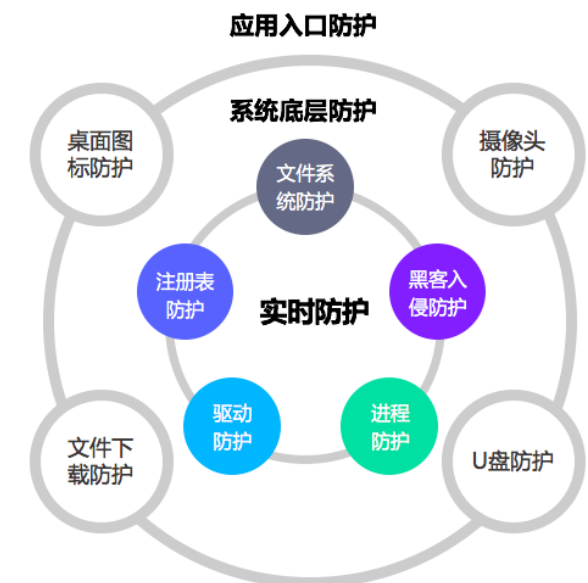 应用入口防护
系统底层防护
桌面图
标防护
摄像头
防护
文件系
统防护
注册表
防护
黑客入
侵防护
实时防护
驱动
防护
进程
防护
文件下
载防护
U盘防护